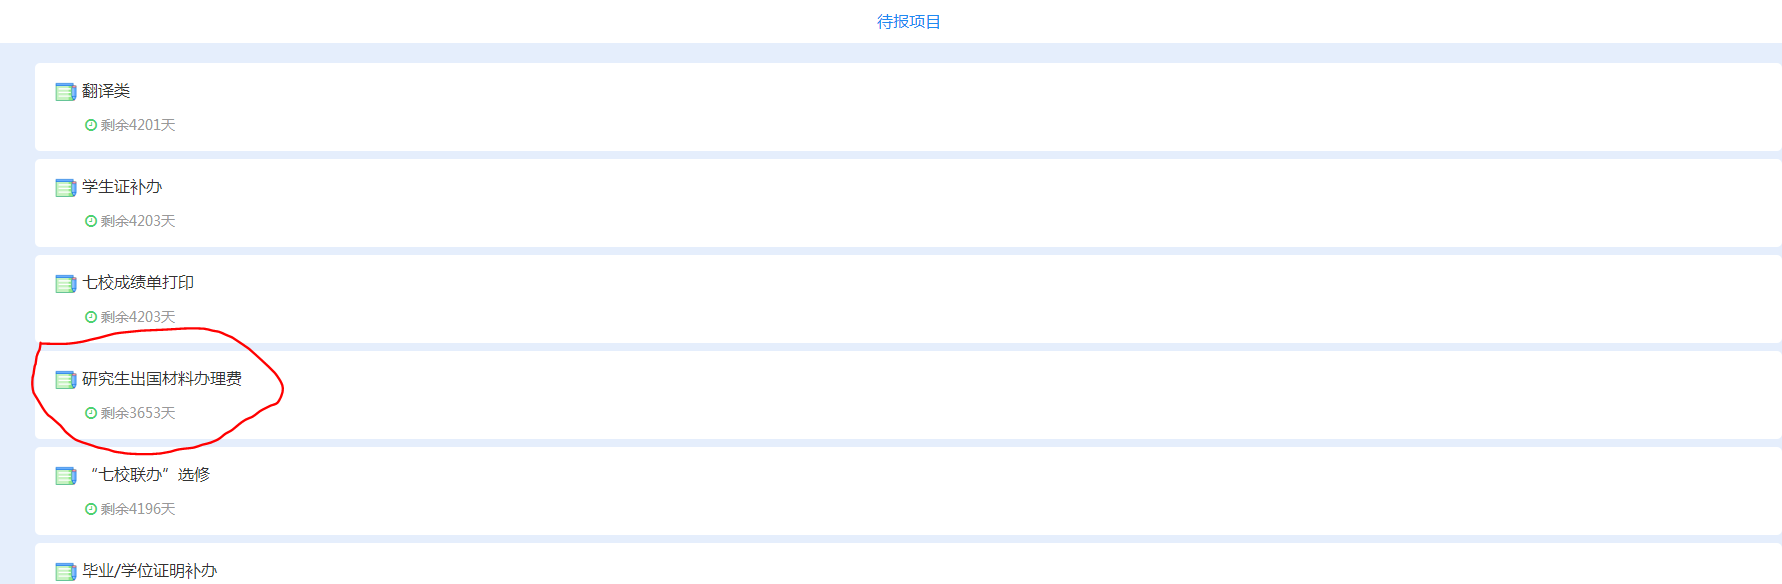 待报项目
翻译类
剩余4201天
学生证补办
剩余4203天
七校成绩单打印
剩余4203天
研究生出国材料办理费
剩余3653天
“七校联办”选修
剩余4196天
毕业/学位证明补办